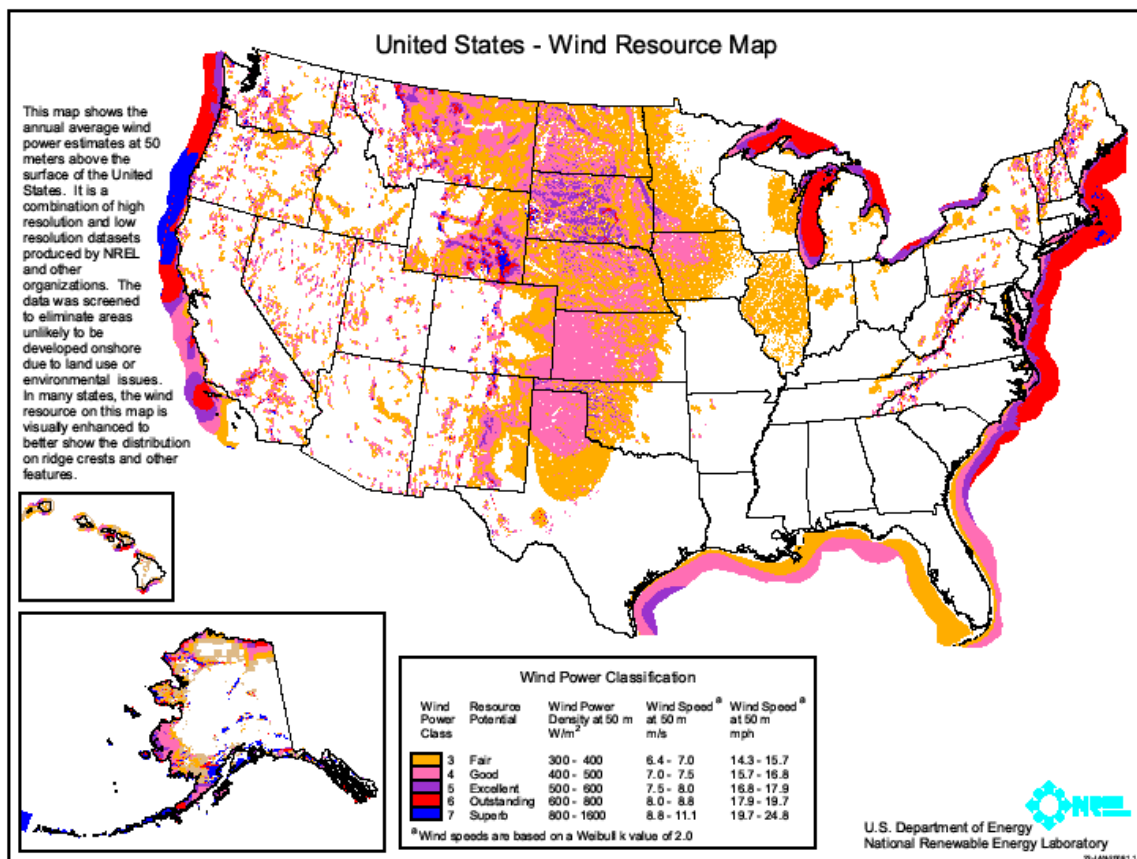 United States - Wind Resource Map
This map shows the
annual average wind
power estimates at 50
meters above the
surface of the United
States. It is a
combination of high
resolution and low
resolution datasets
produced by NREL
and other
organizations. The
data was screened
to eliminate areas
unlikely to be
developed onshore
due to land use or
environmental issues.
In many states, the wind
resource on this map is
visually enhanced to
better show the distribution
on ridge crests and other
features.
Wind Power Classification
Wind Power Class Resource Potential Wind Power Density at 50 m W/m² Wind Speed ª at 50 m m/s Wind Speed ª at 50 m mph
3 Fair 300 - 400 6.4 - 7.0 14.3 - 15.7
4 Good 400 - 500 7.0 - 7.5 15.7 - 16.8
5 Excellent 500 - 600 7.5 - 8.0 16.8 - 17.9
6 Outstanding 600 - 800 8.0 - 8.8 17.9 - 19.7
7 Superb 800 - 1600 8.8 - 11.1 19.7 - 24.8
ª Wind speeds are based on a Weibull k value of 2.0
NREL
U.S. Department of Energy
National Renewable Energy Laboratory